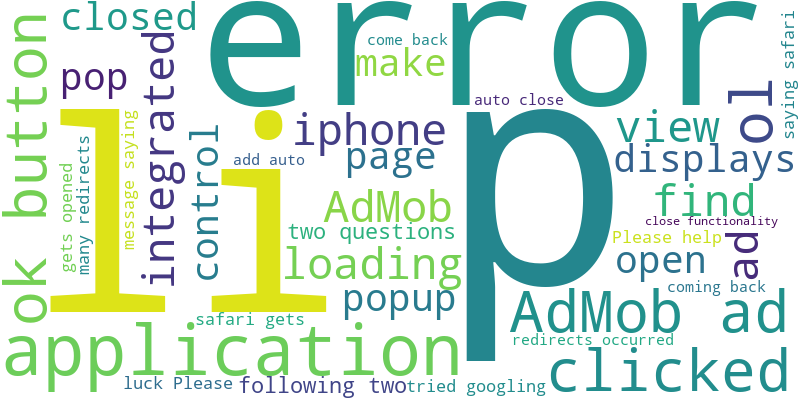 error
closed
come back
make
pop
ok button
integrated
saying safari
li
p
ol
auto close
iphone
view
message saying
control
page
add auto
displays
gets opened
many redirects
AdMob
find
close functionality
two questions
Please help
ad
loading
open
popup
coming back
AdMob ad
safari gets
application
redirects occurred
clicked
luck Please
following two
tried googling